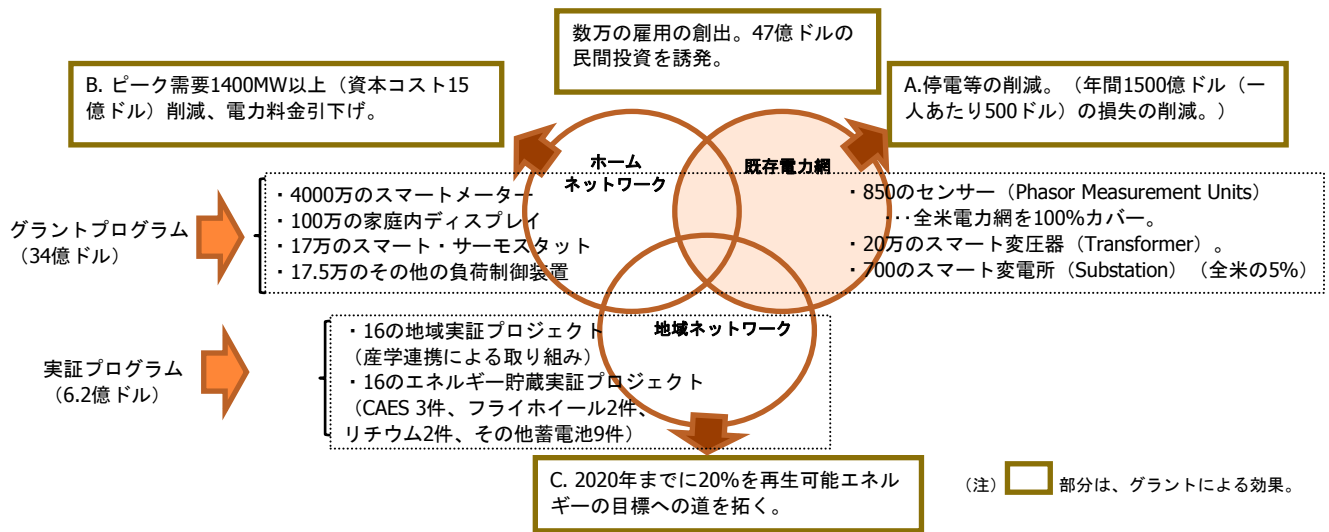 数万の雇用の創出。47億ドルの
民間投資を誘発。
B. ピーク需要1400MW以上（資本コスト15
億ドル）削減、電力料金引下げ。
A.停電等の削減。（年間1500億ドル（一
人あたり500ドル）の損失の削減。）
ホーム
ネットワーク
既存電力網
グラントプログラム
（34億ドル）
・4000万のスマートメーター
・100万の家庭内ディスプレイ
・17万のスマート・サーモスタット
・17.5万のその他の負荷制御装置
・850のセンサー（Phasor Measurement Units）
･･･全米電力網を100%カバー。
・20万のスマート変圧器（Transformer）。
・700のスマート変電所（Substation）（全米の5%）
地域ネットワーク
実証プログラム
（6.2億ドル）
・16の地域実証プロジェクト
（産学連携による取り組み）
・16のエネルギー貯蔵実証プロジェクト
（CAES 3件、フライホイール2件、
リチウム2件、その他蓄電池9件）
C. 2020年までに20%を再生可能エネル
ギーの目標への道を拓く。
（注） 部分は、グラントによる効果。